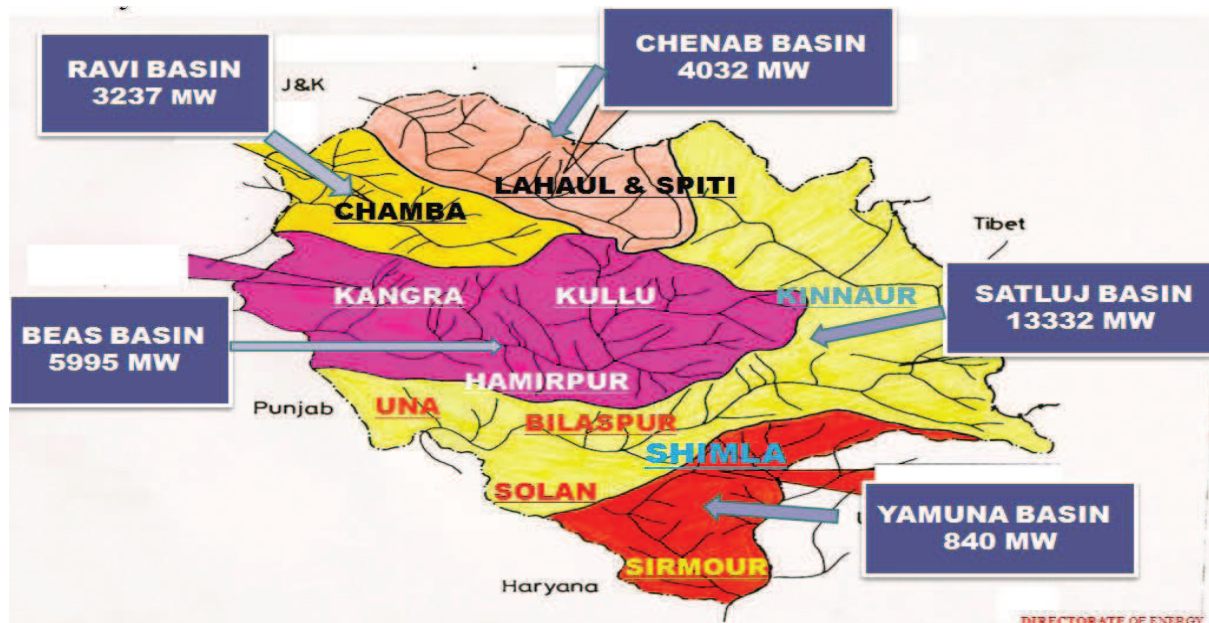 RAVI BASIN
3237 MW
J&K
CHENAB BASIN
4032 MW
LAHAUL & SPITI
CHAMBA
Tibet
KANGRA
KULLU
KINNAUR
SATLUJ BASIN
13332 MW
BEAS BASIN
5995 MW
HAMIRPUR
Punjab
UNA
BILASPUR
SHIMLA
SOLAN
YAMUNA BASIN
840 MW
SIRMOUR
Haryana
DIRECTORATE OF ENERGY